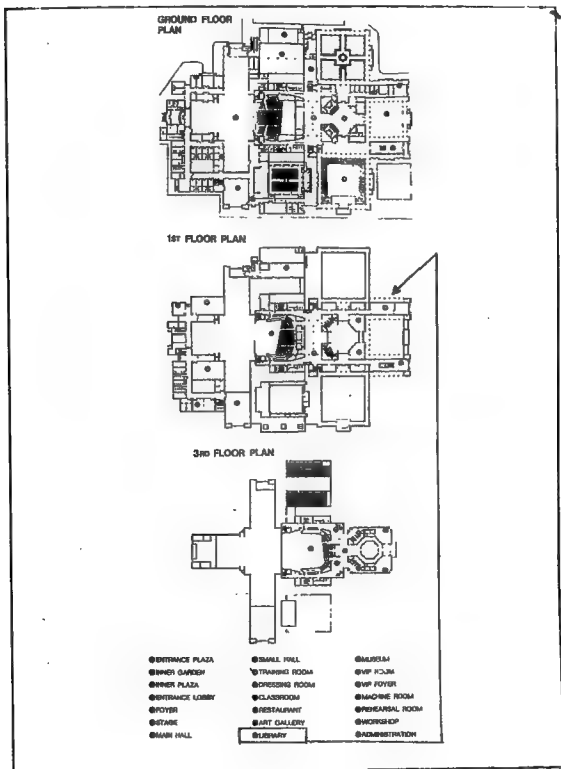 GROUND FLOOR
PLAN
1ST FLOOR PLAN
3RD FLOOR PLAN
ENTRANCE PLAZA
INNER GARDEN
INNER PLAZA
ENTRANCE LOBBY
FOYER
STAGE
MAIN HALL
SMALL HALL
TRAINING ROOM
DRESSING ROOM
CLASSROOM
RESTAURANT
ART GALLERY
LIBRARY
MUSEUM
VIP ROOM
VIP FOYER
MACHINE ROOM
REHEARSAL ROOM
WORKSHOP
ADMINISTRATION